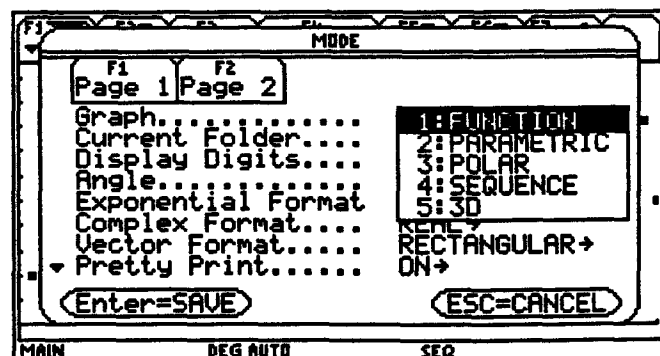 F1
MODE
F1 F2
Page 1 Page 2
Graph..............
Current Folder....
Display Digits....
Angle..............
Exponential Format
Complex Format.... REAL→
Vector Format...... RECTANGULAR→
Pretty Print...... ON→
1:FUNCTION
2:PARAMETRIC
3:POLAR
4:SEQUENCE
5:3D
Enter=SAVE ESC=CANCEL
MAIN DEG AUTO SEQ